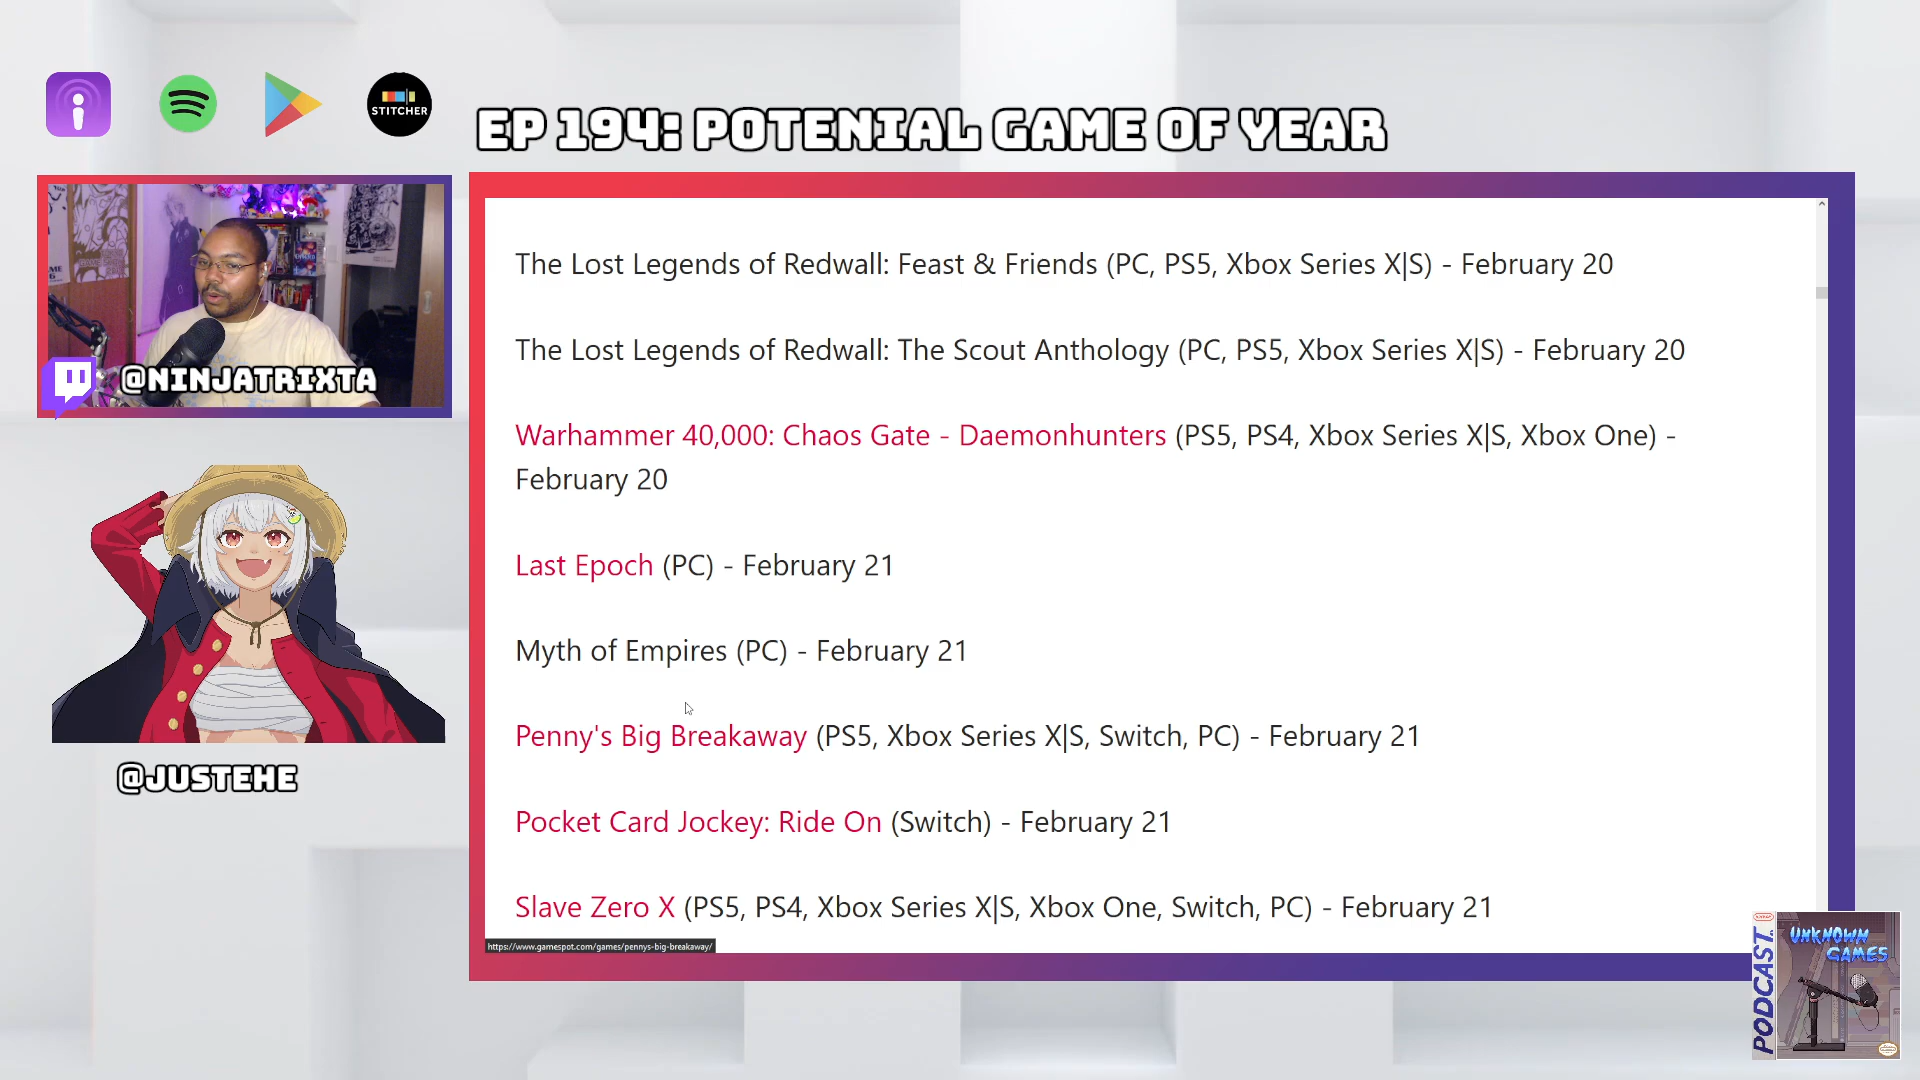 STITCHER
EP 194: POTENIAL GAME OF YEAR
@NINJATRIXTA
@JUSTEHE
The Lost Legends of Redwall: Feast & Friends (PC, PS5, Xbox Series X|S) - February 20
The Lost Legends of Redwall: The Scout Anthology (PC, PS5, Xbox Series X|S) - February 20
Warhammer 40,000: Chaos Gate - Daemonhunters (PS5, PS4, Xbox Series X|S, Xbox One) -
February 20
Last Epoch (PC) - February 21
Myth of Empires (PC) - February 21
Penny's Big Breakaway (PS5, Xbox Series X|S, Switch, PC) - February 21
Pocket Card Jockey: Ride On (Switch) - February 21
Slave Zero X (PS5, PS4, Xbox Series X|S, Xbox One, Switch, PC) - February 21
https://www.gamespot.com/games/pennys-big-breakaway/
PODCAST
UNKNOWN
GAMES